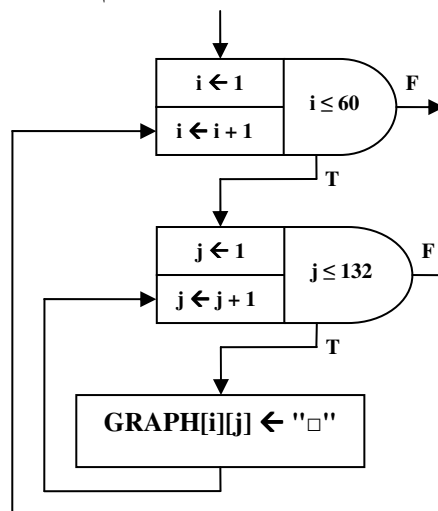 i ← 1
i ≤ 60
F
i ← i + 1
T
j ← 1
j ≤ 132
F
j ← j + 1
T
GRAPH[i][j] ← "□"